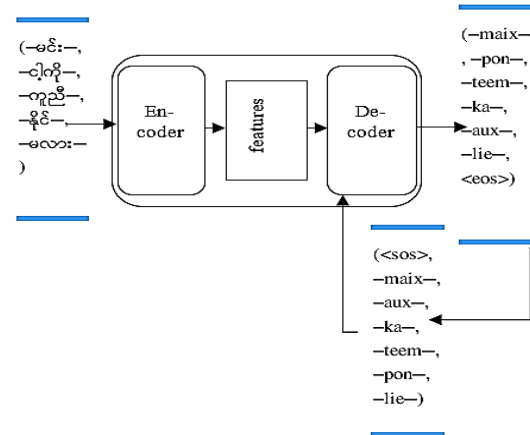 (–မင်း–,
–ငါ့ကို–,
–ကူညီ–,
–နိုင်–,
–မလား–
)
En-
coder
features
De-
coder
(–maix–
, –pon–,
–teem–,
–ka–,
–aux–,
–lie–,
<eos>)
(<sos>,
–maix–,
–aux–,
–ka–,
–teem–,
–pon–,
–lie–)